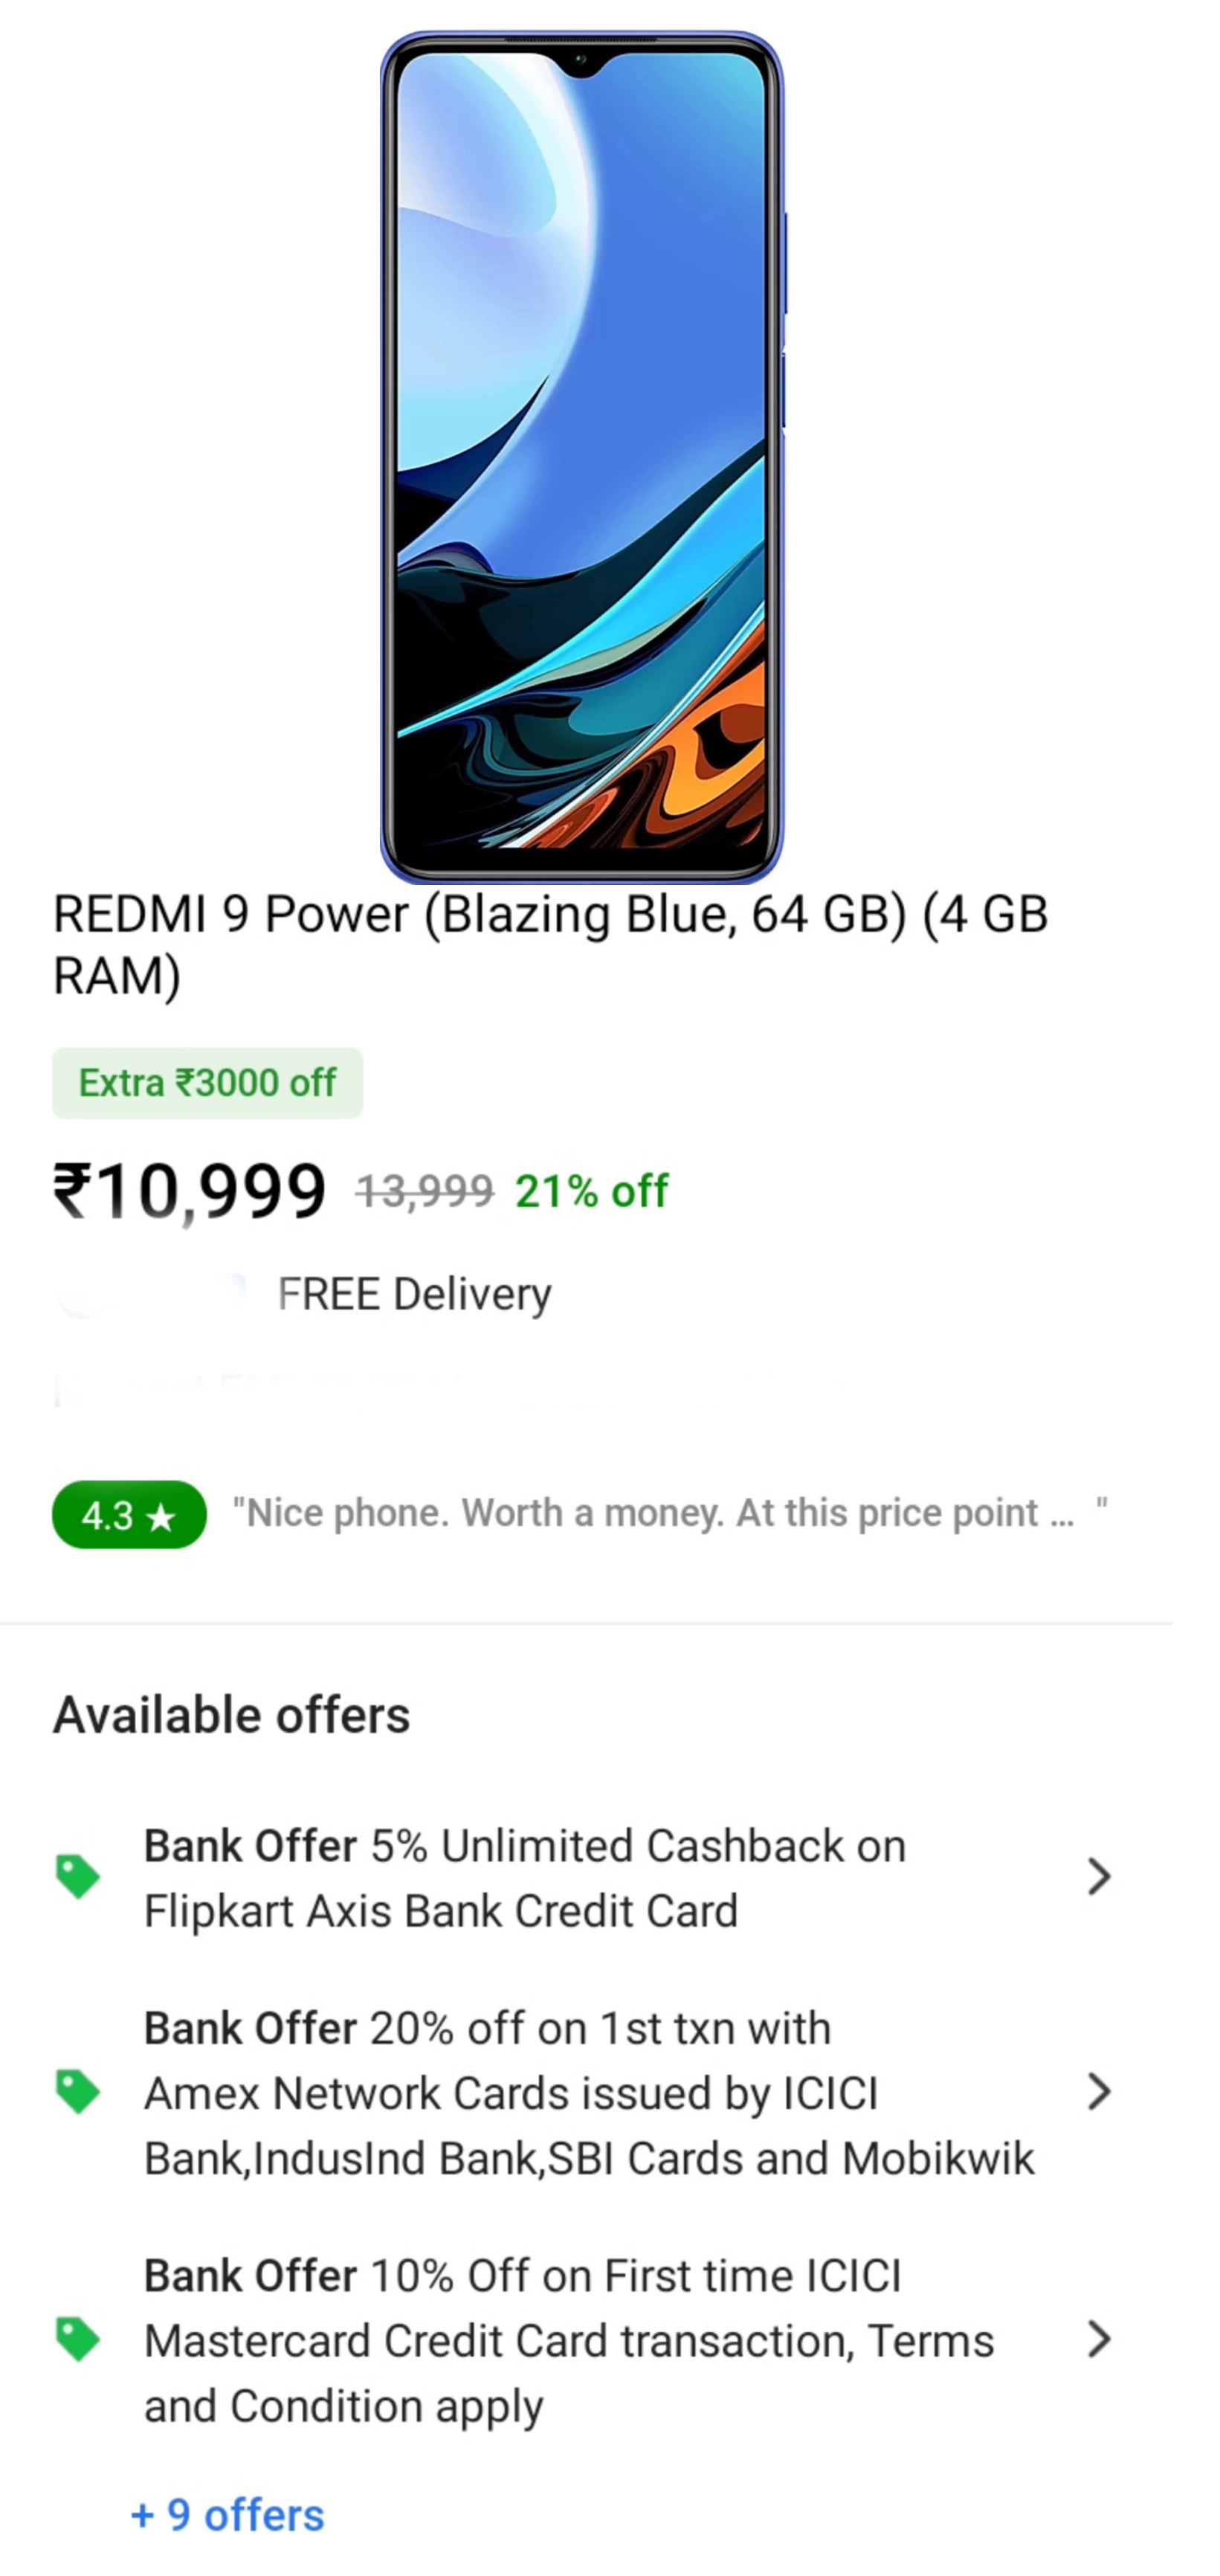 REDMI 9 Power (Blazing Blue, 64 GB) (4 GB
RAM)
Extra ₹3000 off
₹10,999 13,999 21% off
FREE Delivery
4.3 ★ "Nice phone. Worth a money. At this price point ... "
Available offers
Bank Offer 5% Unlimited Cashback on
Flipkart Axis Bank Credit Card
Bank Offer 20% off on 1st txn with
Amex Network Cards issued by ICICI
Bank,IndusInd Bank,SBI Cards and Mobikwik
Bank Offer 10% Off on First time ICICI
Mastercard Credit Card transaction, Terms
and Condition apply
+ 9 offers